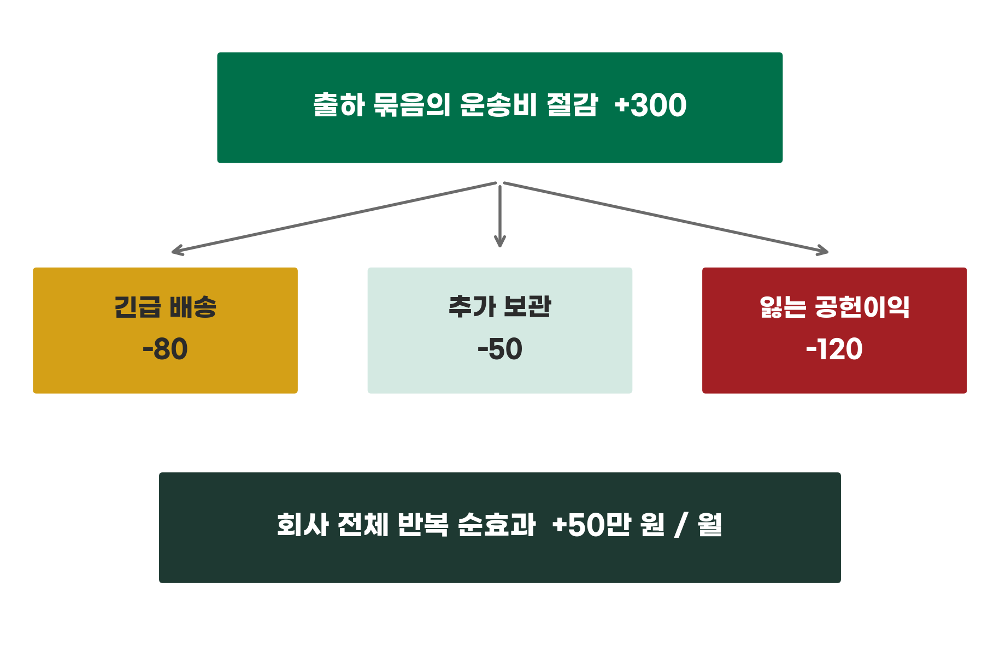 출하 묶음의 운송비 절감 +300
긴급 배송
-80
추가 보관
-50
잃는 공헌이익
-120
회사 전체 반복 순효과 +50만 원 / 월